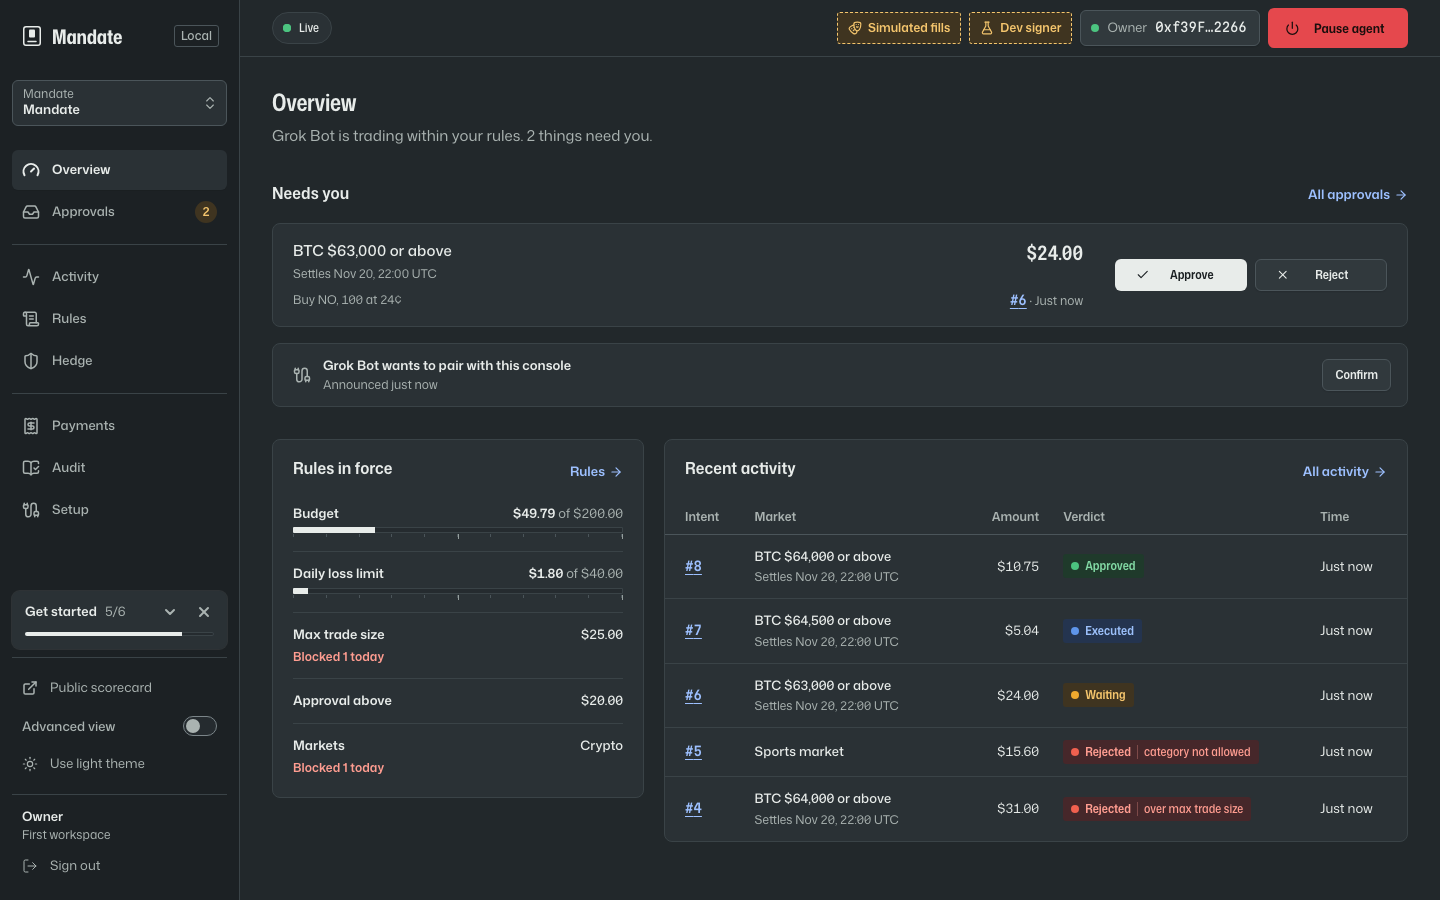 Mandate
Local
Mandate
Mandate
Overview
Approvals 2
Activity
Rules
Hedge
Payments
Audit
Setup
Get started 5/6
Public scorecard
Advanced view
Use light theme
Owner
First workspace
Sign out
Live
Simulated fills
Dev signer
Owner 0xf39F…2266
Pause agent
Overview
Grok Bot is trading within your rules. 2 things need you.
Needs you
All approvals →
BTC $63,000 or above
Settles Nov 20, 22:00 UTC
Buy NO, 100 at 24¢
$24.00
#6 · Just now
Approve
Reject
Grok Bot wants to pair with this console
Announced just now
Confirm
Rules in force
Rules →
Budget $49.79 of $200.00
Daily loss limit $1.80 of $40.00
Max trade size $25.00
Blocked 1 today
Approval above $20.00
Markets Crypto
Blocked 1 today
Recent activity
All activity →
Intent Market Amount Verdict Time
#8 BTC $64,000 or above $10.75 Approved Just now
Settles Nov 20, 22:00 UTC
#7 BTC $64,500 or above $5.04 Executed Just now
Settles Nov 20, 22:00 UTC
#6 BTC $63,000 or above $24.00 Waiting Just now
Settles Nov 20, 22:00 UTC
#5 Sports market $15.60 Rejected category not allowed Just now
#4 BTC $64,000 or above $31.00 Rejected over max trade size Just now
Settles Nov 20, 22:00 UTC